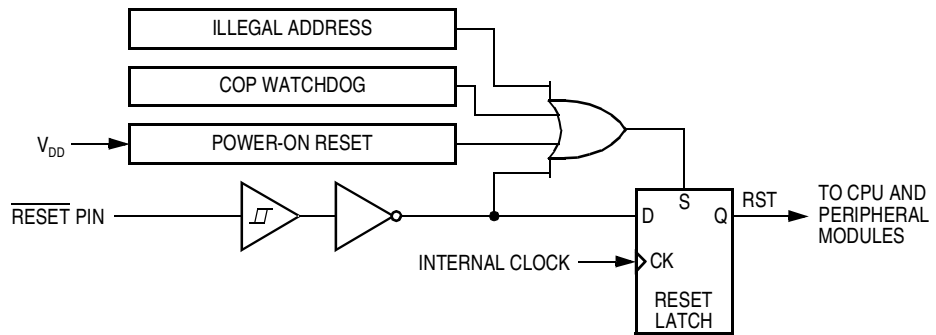 ILLEGAL ADDRESS
COP WATCHDOG
V_DD
POWER-ON RESET
RESET PIN
D
S
Q
RST
TO CPU AND
PERIPHERAL
MODULES
INTERNAL CLOCK
CK
RESET
LATCH